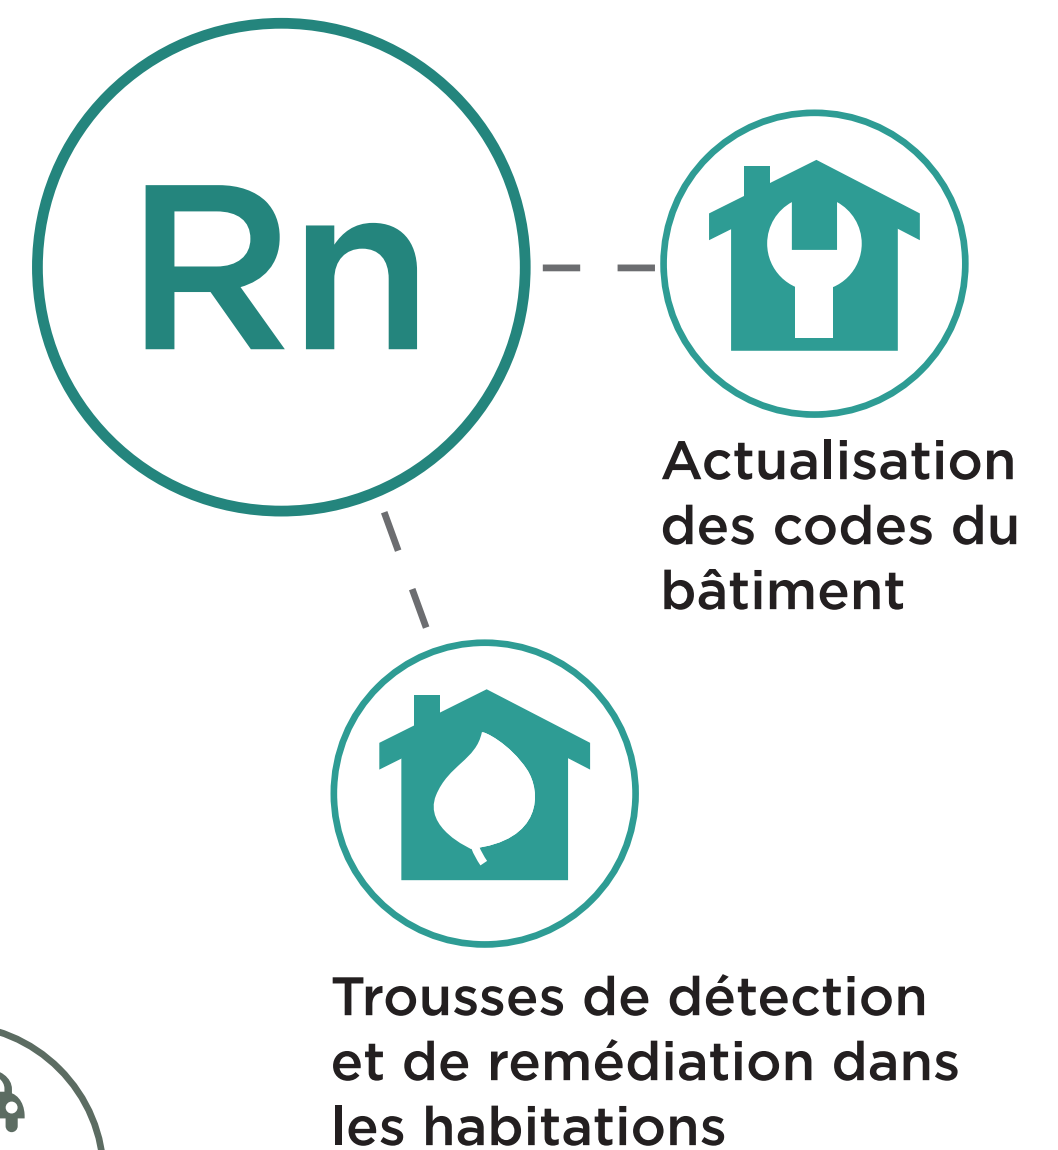 Rn
Actualisation
des codes du
bâtiment
Trousses de détection
et de remédiation dans
les habitations